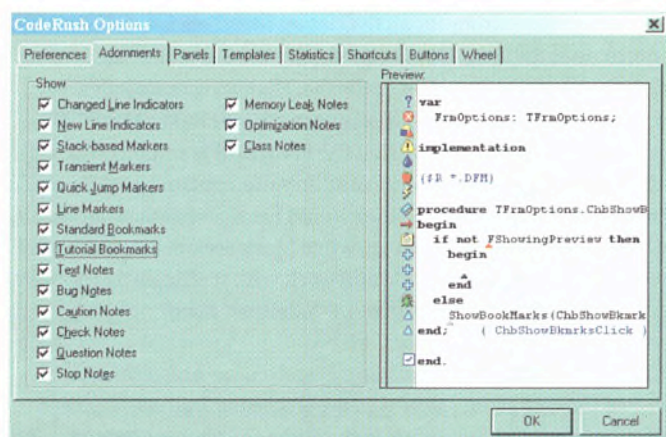 CodeRush Options
Preferences Adornments Panels Templates Statistics Shortcuts Buttons Wheel
Show
Changed Line Indicators
New Line Indicators
Stack-based Markers
Transient Markers
Quick Jump Markers
Line Markers
Standard Bookmarks
Tutorial Bookmarks
Text Notes
Bug Notes
Caution Notes
Check Notes
Question Notes
Stop Notes
Memory Leak Notes
Optimization Notes
Class Notes
Preview:
var
FrmOptions: TFrmOptions;
implementation
{$R *.DFM}
procedure TFrmOptions.ChbShowB
begin
if not FShowingPreview then
begin
end
else
ShowBookMarks(ChbShowBkmark
end; { ChbShowBkmrksClick }
end.
OK Cancel